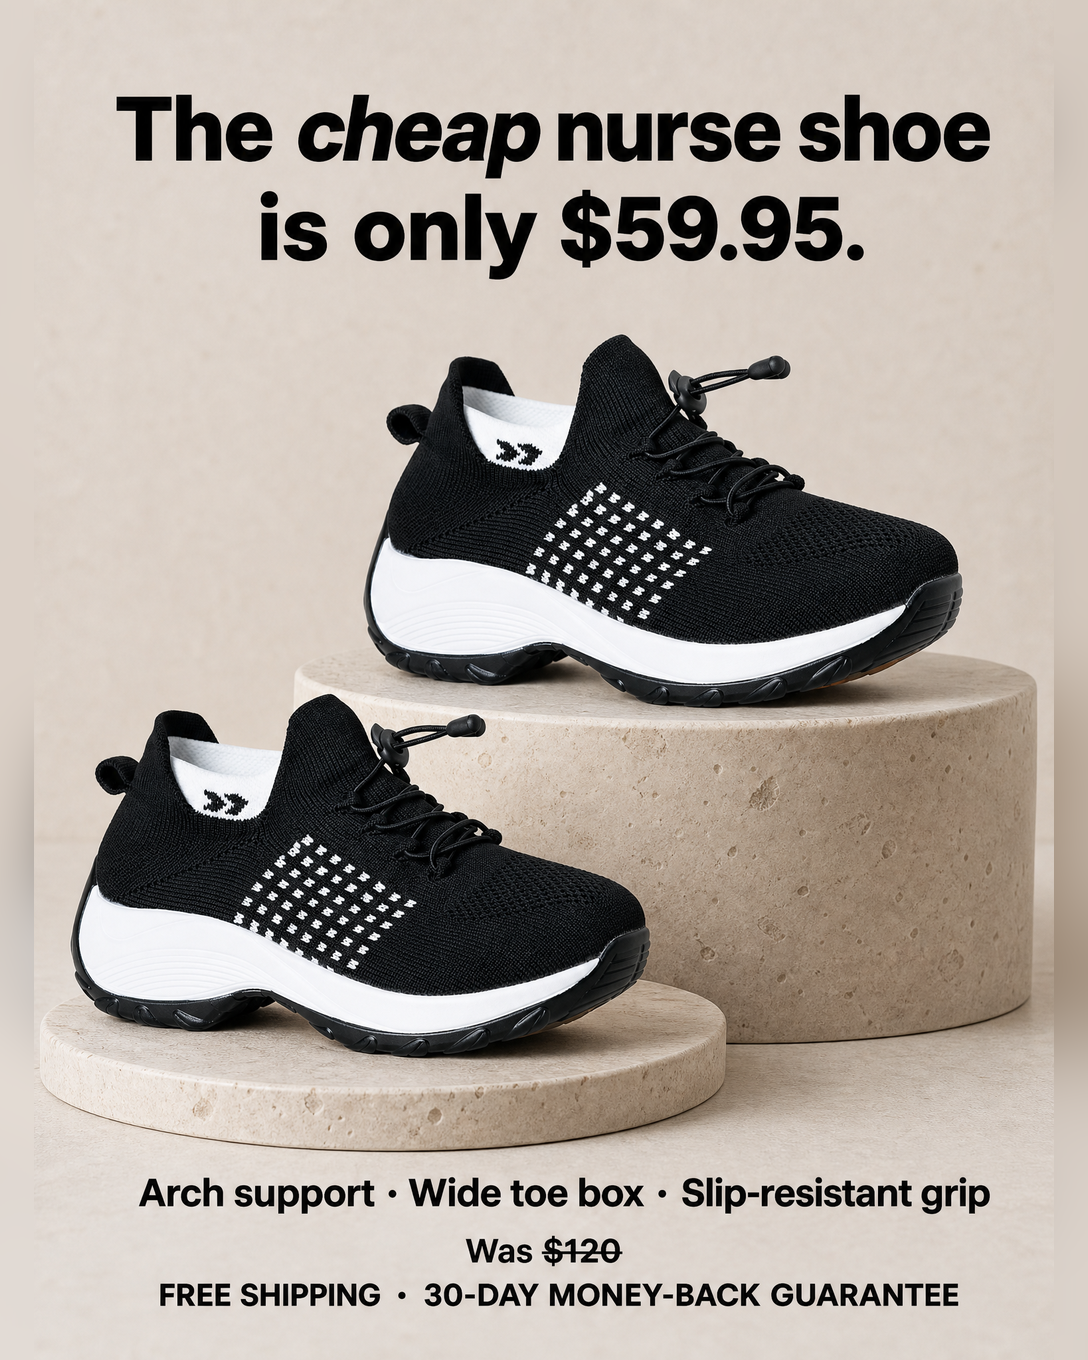 The cheap nurse shoe
is only $59.95.
Arch support • Wide toe box • Slip-resistant grip
Was $120
FREE SHIPPING • 30-DAY MONEY-BACK GUARANTEE